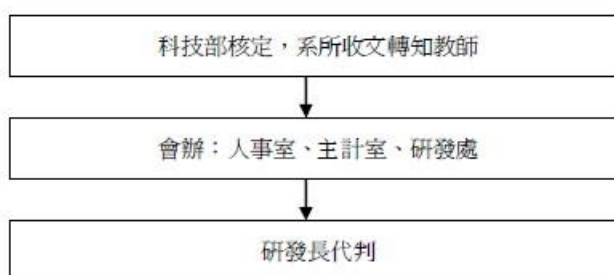 科技部核定，系所收文轉知教師
會辦：人事室、主計室、研發處
研發長代判